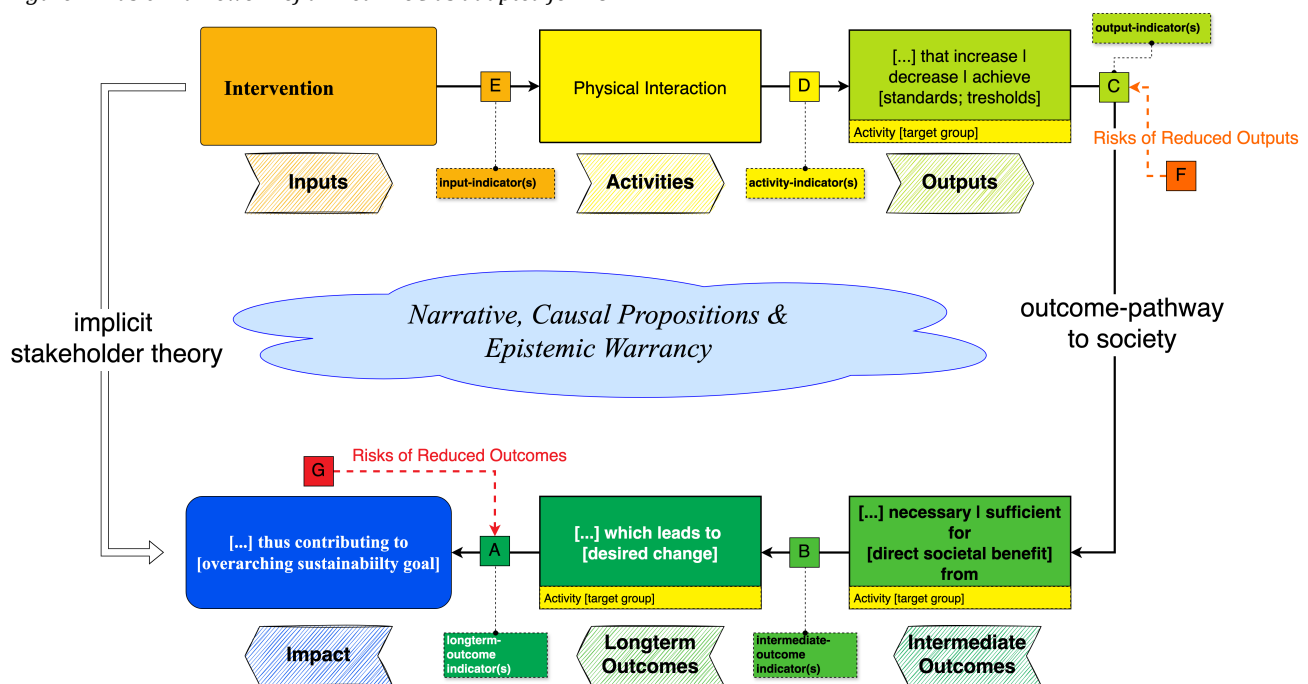 output-indicator(s)
Intervention
E
Physical Interaction
D
[...] that increase |
decrease | achieve
[standards; tresholds]
Activity [target group]
C
Risks of Reduced Outputs
F
Inputs
input-indicator(s)
Activities
activity-indicator(s)
Outputs
implicit
stakeholder theory
Narrative, Causal Propositions &
Epistemic Warrancy
outcome-pathway
to society
G
Risks of Reduced Outcomes
[...] thus contributing to
[overarching sustainabiilty goal]
A
[...] which leads to
[desired change]
Activity [target group]
B
[...] necessary | sufficient
for
[direct societal benefit]
from
Activity [target group]
Impact
longterm-
outcome
indicator(s)
Longterm
Outcomes
intermediate-
outcome
indicator(s)
Intermediate
Outcomes